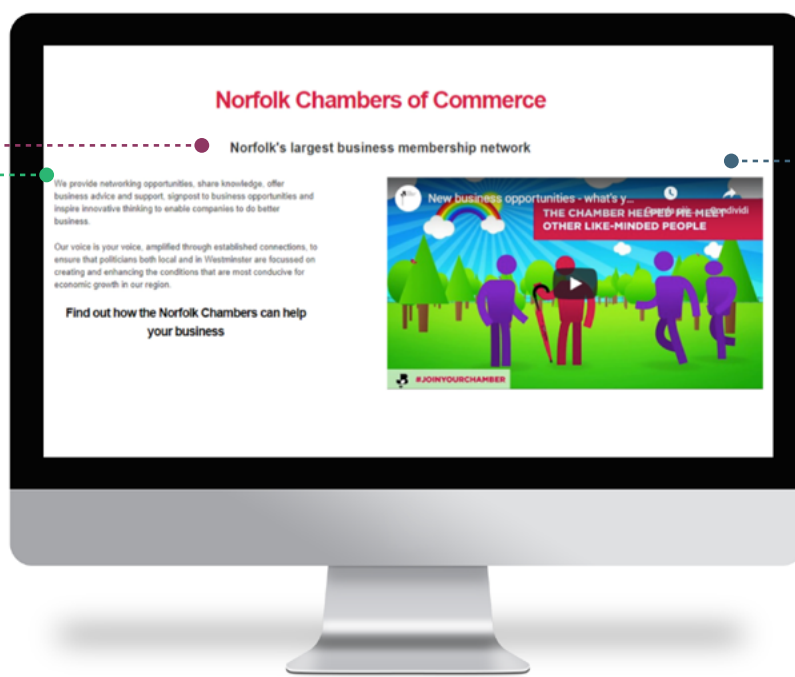 Norfolk Chambers of Commerce
Norfolk's largest business membership network
We provide networking opportunities, share knowledge, offer
business advice and support, signpost to business opportunities and
inspire innovative thinking to enable companies to do better
business.
Our voice is your voice, amplified through established connections, to
ensure that politicians both local and in Westminster are focussed on
creating and enhancing the conditions that are most conducive for
economic growth in our region.
Find out how the Norfolk Chambers can help
your business
New business opportunities - what's y...
THE CHAMBER HELPED ME MEET
OTHER LIKE-MINDED PEOPLE
#JOINYOURCHAMBER